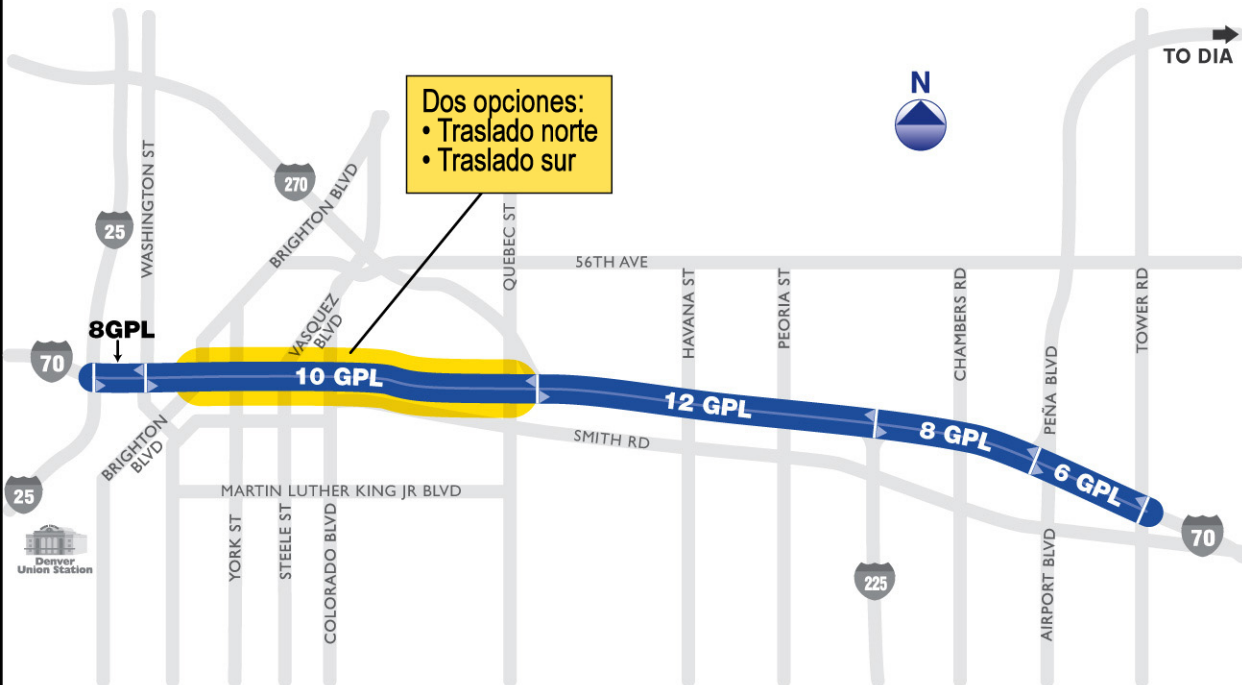 TO DIA
N
Dos opciones:
• Traslado norte
• Traslado sur
WASHINGTON ST
270
BRIGHTON BLVD
25
QUEBEC ST
56TH AVE
HAVANA ST
PEORIA ST
CHAMBERS RD
PEÑA BLVD
TOWER RD
VASQUEZ
BLVD
8GPL
70
10 GPL
12 GPL
8 GPL
6 GPL
BRIGHTON
BLVD
SMITH RD
MARTIN LUTHER KING JR BLVD
25
Denver
Union Station
YORK ST
STEELE ST
COLORADO BLVD
225
AIRPORT BLVD
70